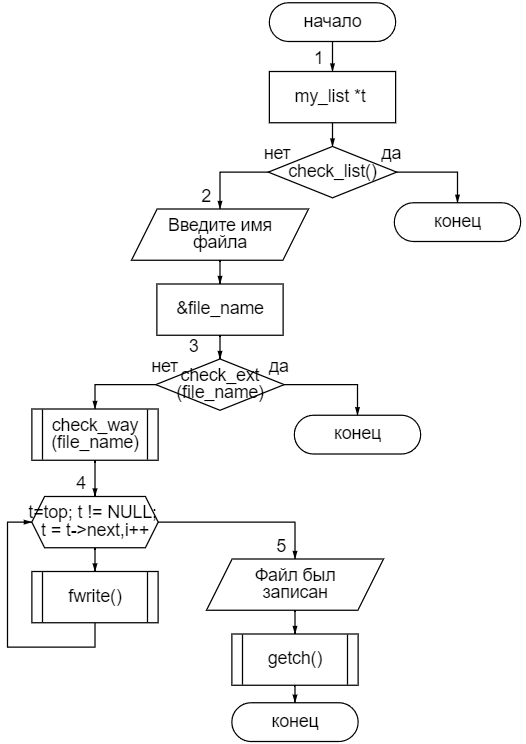 начало
1
my_list *t
нет
да
check_list()
2
конец
Введите имя
файла
&file_name
3
нет
да
check_ext
(file_name)
check_way
(file_name)
конец
4
t=top; t != NULL;
t = t->next,i++
5
fwrite()
Файл был
записан
getch()
конец